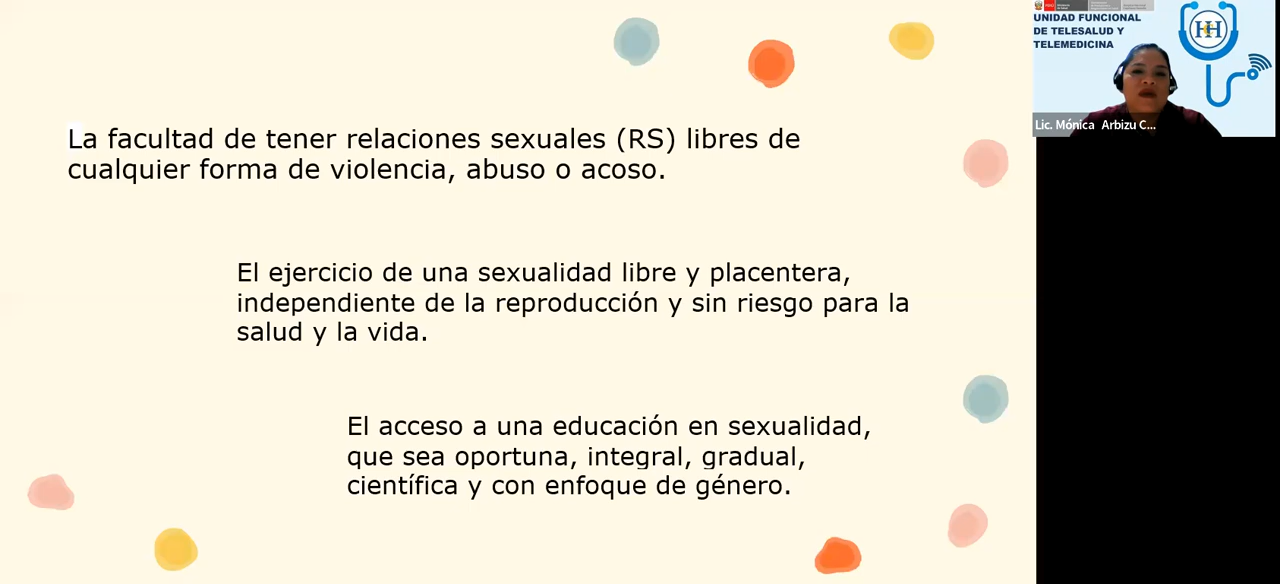 La facultad de tener relaciones sexuales (RS) libres de
cualquier forma de violencia, abuso o acoso.
El ejercicio de una sexualidad libre y placentera,
independiente de la reproducción y sin riesgo para la
salud y la vida.
El acceso a una educación en sexualidad,
que sea oportuna, integral, gradual,
científica y con enfoque de género.
UNIDAD FUNCIONAL
DE TELESALUD Y
TELEMEDICINA
Lic. Mónica Arbizu C...